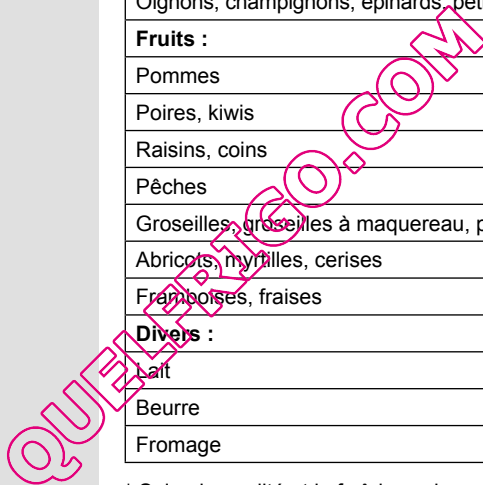 Oignons, champignons, épinards,
Fruits :
Pommes
Poires, kiwis
Raisins, coins
Pêches
Groseilles, groseilles à maquereau,
Abricots, myrtilles, cerises
Framboises, fraises
Divers :
Lait
Beurre
Fromage
QUELFRIGO.COM